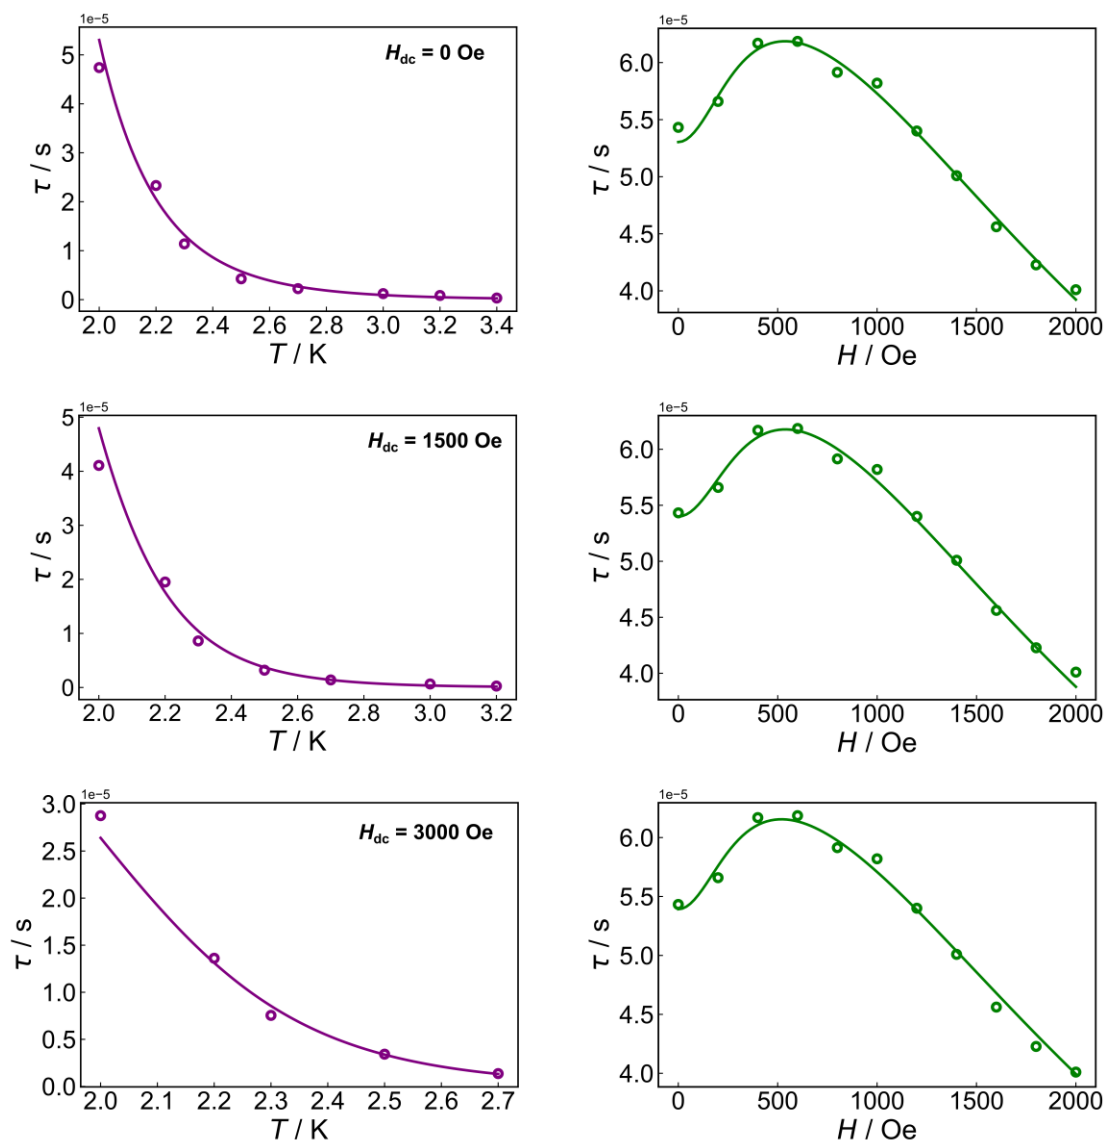 1e-5
H_dc = 0 Oe
5
4
3
2
1
0
τ / s
2.0 2.2 2.4 2.6 2.8 3.0 3.2 3.4
T / K
1e-5
6.0
5.5
5.0
4.5
4.0
τ / s
0 500 1000 1500 2000
H / Oe
1e-5
H_dc = 1500 Oe
5
4
3
2
1
0
τ / s
2.0 2.2 2.4 2.6 2.8 3.0 3.2
T / K
1e-5
6.0
5.5
5.0
4.5
4.0
τ / s
0 500 1000 1500 2000
H / Oe
1e-5
H_dc = 3000 Oe
3.0
2.5
2.0
1.5
1.0
0.5
0.0
τ / s
2.0 2.1 2.2 2.3 2.4 2.5 2.6 2.7
T / K
1e-5
6.0
5.5
5.0
4.5
4.0
τ / s
0 500 1000 1500 2000
H / Oe